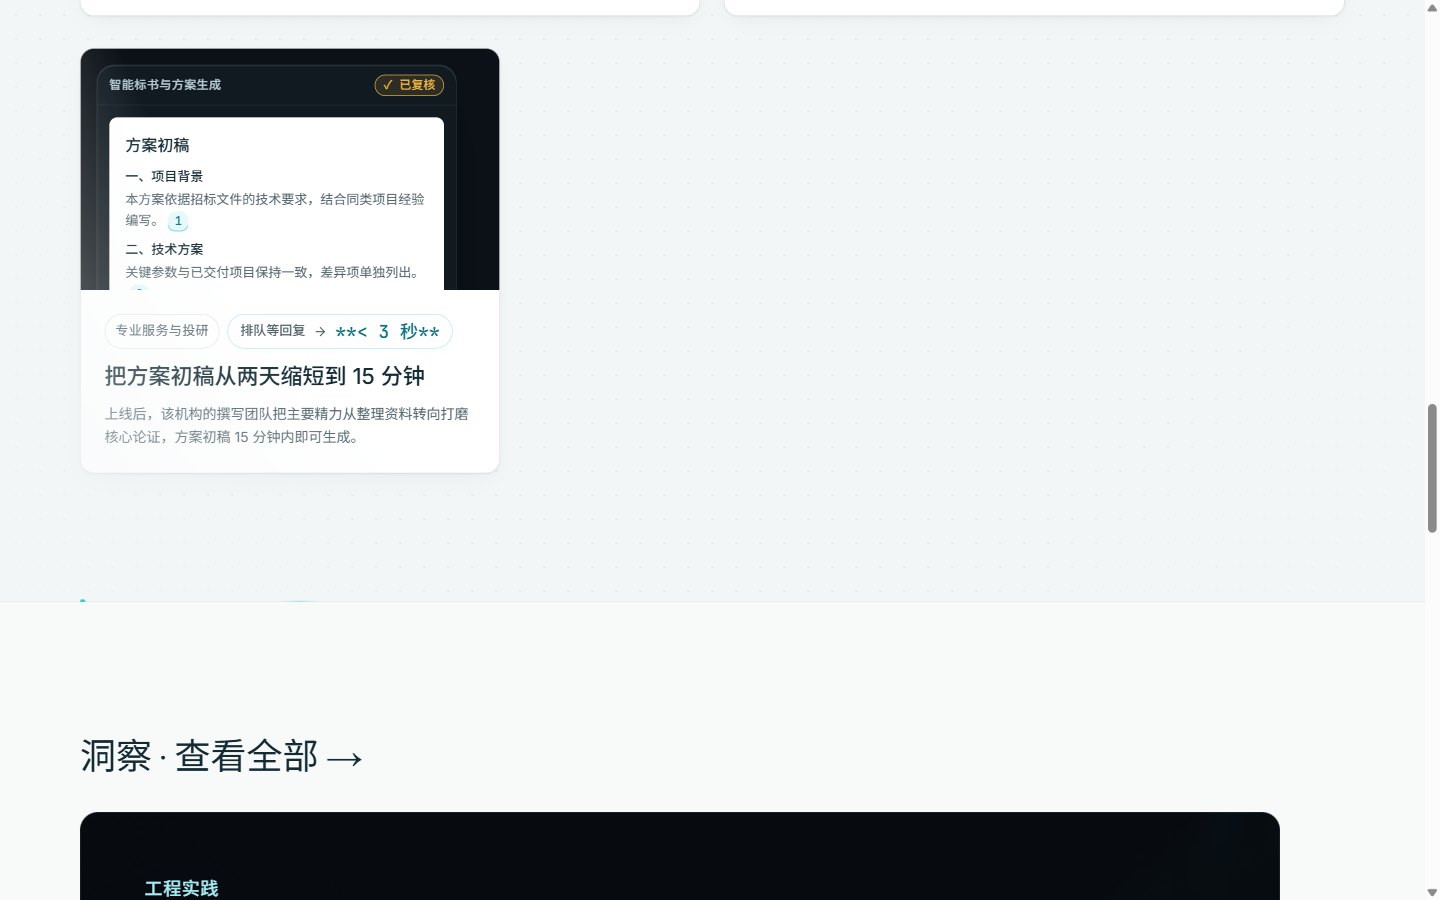 智能标书与方案生成
✓ 已复核
方案初稿
一、项目背景
本方案依据招标文件的技术要求，结合同类项目经验
编写。 1
二、技术方案
关键参数与已交付项目保持一致，差异项单独列出。
专业服务与投研
排队等回复 → **< 3 秒**
把方案初稿从两天缩短到 15 分钟
上线后，该机构的撰写团队把主要精力从整理资料转向打磨
核心论证，方案初稿 15 分钟内即可生成。
洞察 · 查看全部 →
工程实践